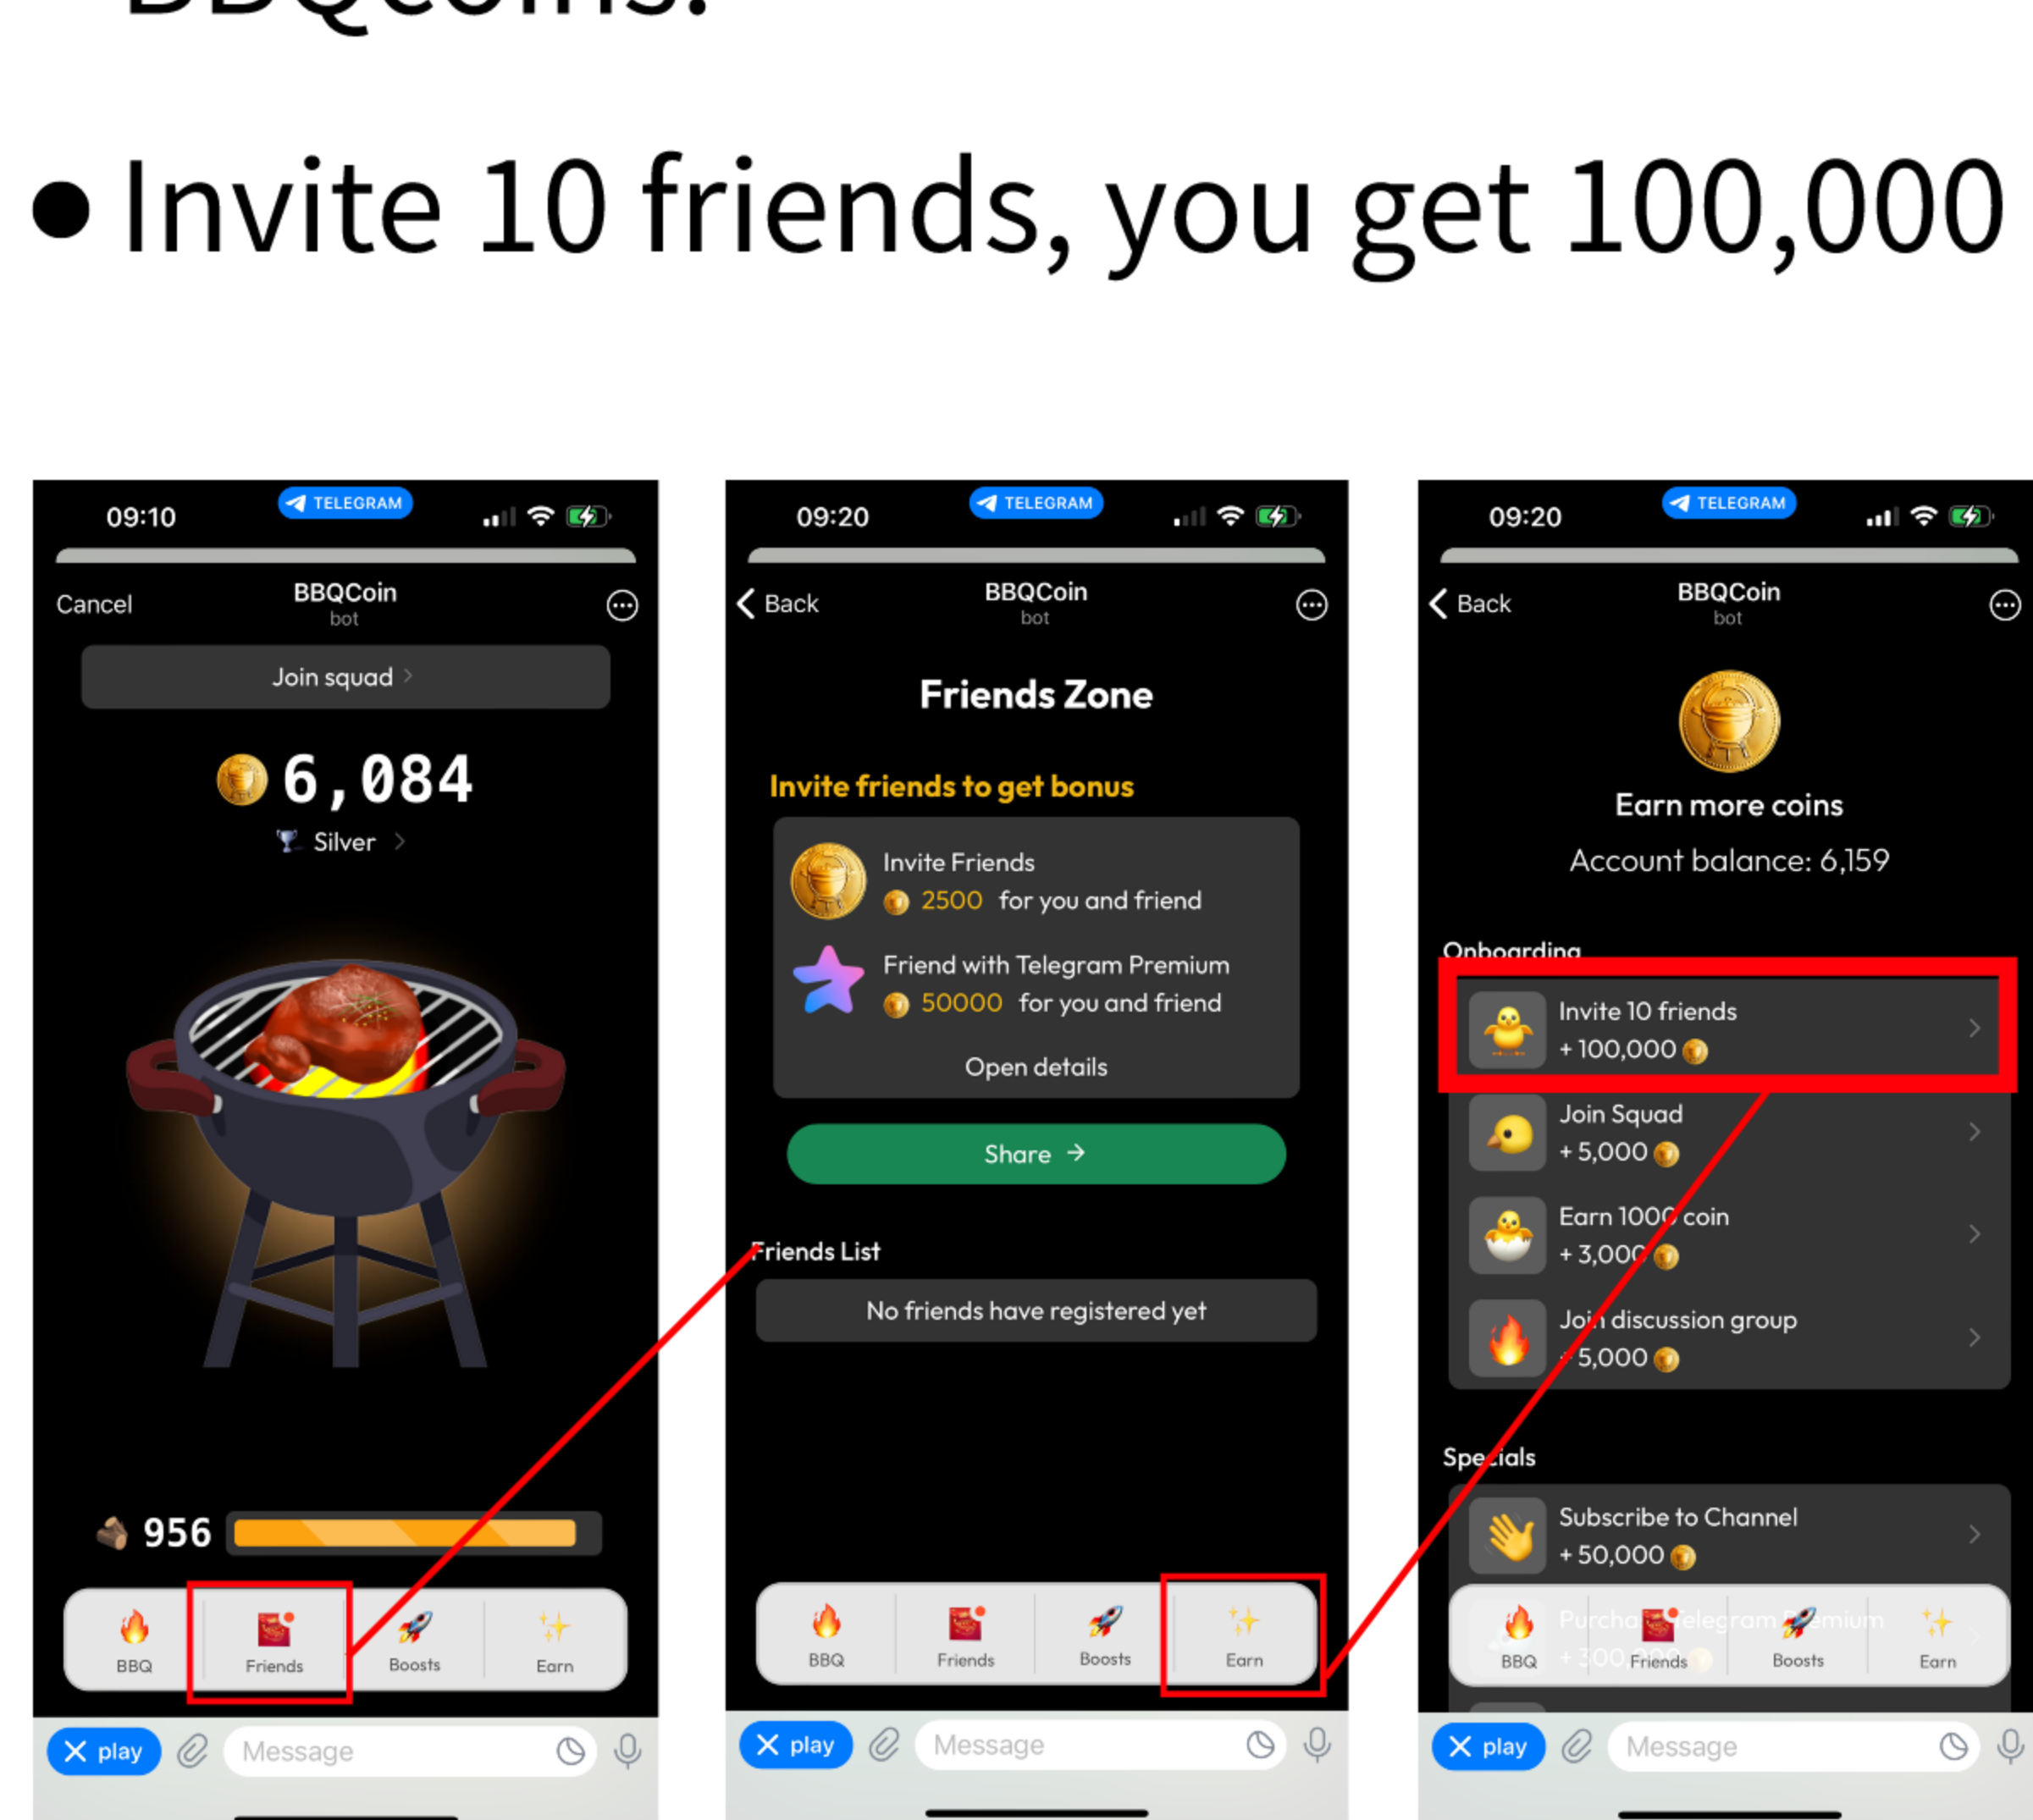 BBQcoins.
• Invite 10 friends, you get 100,000
09:10
TELEGRAM
Cancel
BBQCoin
bot
Join squad
6,084
Silver
956
BBQ
Friends
Boosts
Earn
play
Message
09:20
TELEGRAM
Back
BBQCoin
bot
Friends Zone
Invite friends to get bonus
Invite Friends
2500 for you and friend
Friend with Telegram Premium
50000 for you and friend
Open details
Share →
Friends List
No friends have registered yet
BBQ
Friends
Boosts
Earn
play
Message
09:20
TELEGRAM
Back
BBQCoin
bot
Earn more coins
Account balance: 6,159
Onboarding
Invite 10 friends
+ 100,000
Join Squad
+ 5,000
Earn 1000 coin
+ 3,000
Join discussion group
+ 5,000
Specials
Subscribe to Channel
+ 50,000
Telegram Premium
BBQ
Friends
Boosts
Earn
play
Message